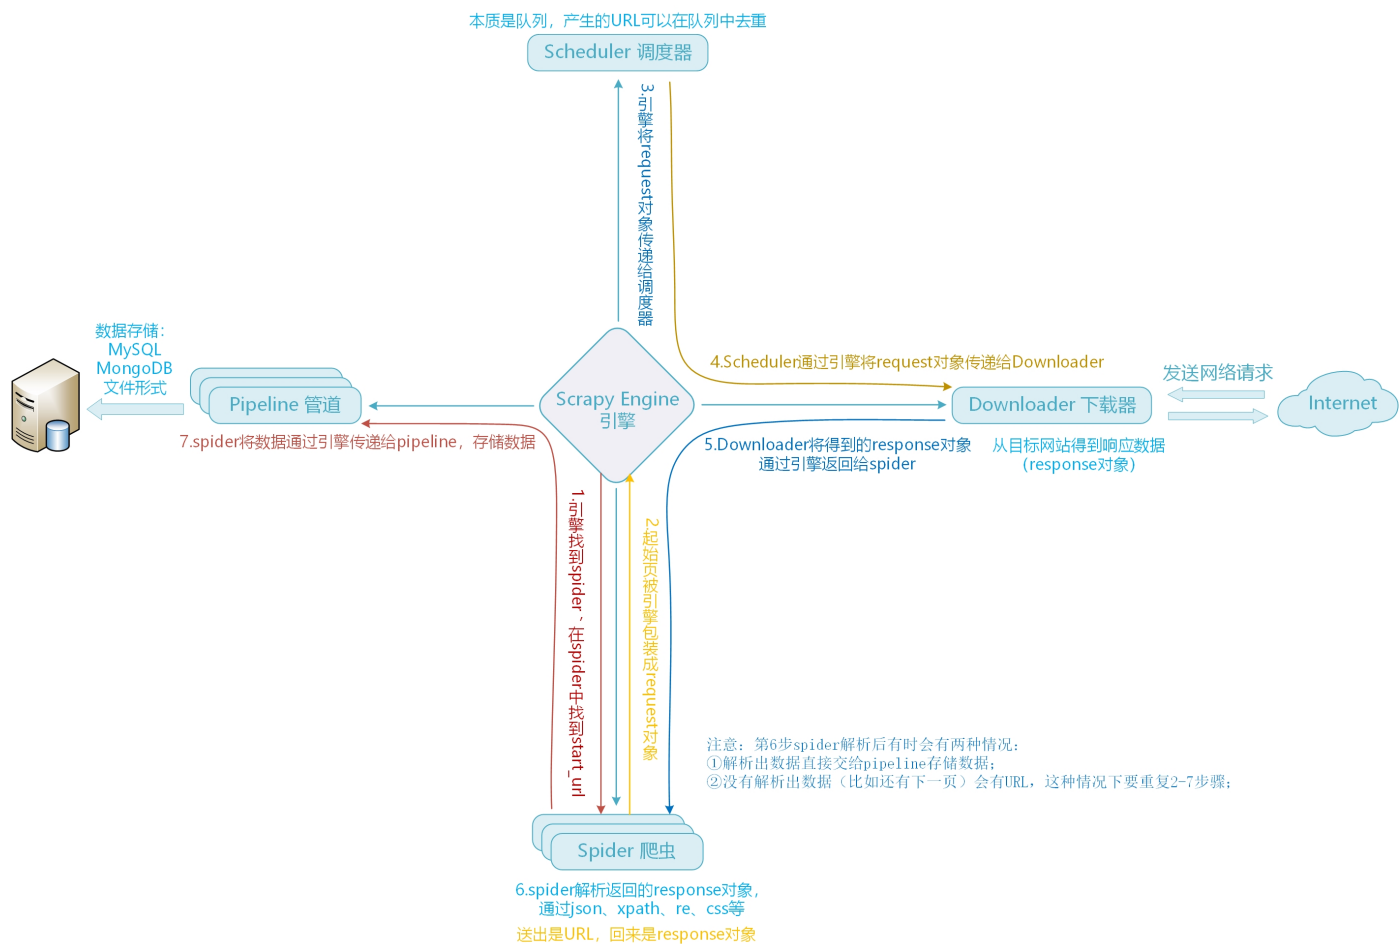 本质是队列，产生的URL可以在队列中去重
Scheduler 调度器
3.引擎将request对象传递给调度器
4.Scheduler通过引擎将request对象传递给Downloader
数据存储：
MySQL
MongoDB
文件形式
Pipeline 管道
7.spider将数据通过引擎传递给pipeline，存储数据
Scrapy Engine
引擎
Downloader 下载器
发送网络请求
Internet
5.Downloader将得到的response对象
通过引擎返回给spider
从目标网站得到响应数据
（response对象）
1.引擎找到spider、在spider中找到start_url
2.起始页被引擎包装成request对象
注意：第6步spider解析后有时会有两种情况：
①解析出数据直接交给pipeline存储数据；
②没有解析出数据（比如还有下一页）会有URL，这种情况下要重复2-7步骤；
Spider 爬虫
6.spider解析返回的response对象，
通过json、xpath、re、css等
送出是URL，回来是response对象